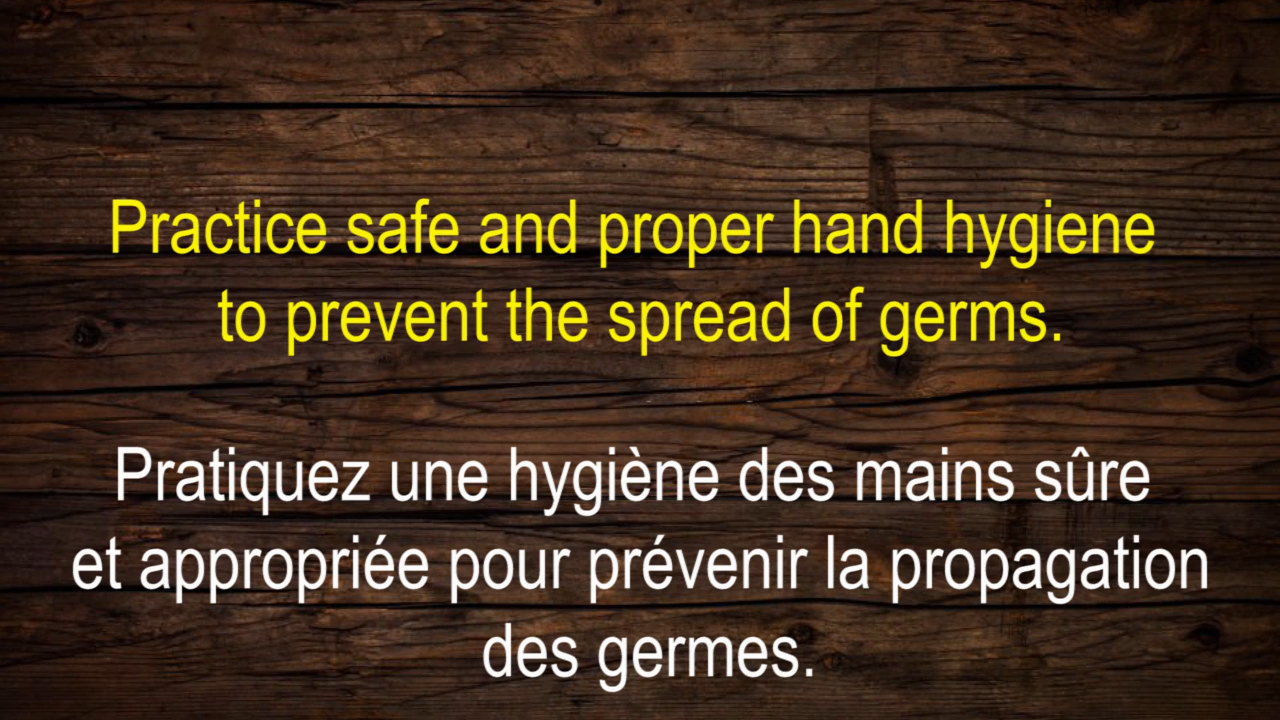 Practice safe and proper hand hygiene
to prevent the spread of germs.
Pratiquez une hygiène des mains sûre
et appropriée pour prévenir la propagation
des germes.